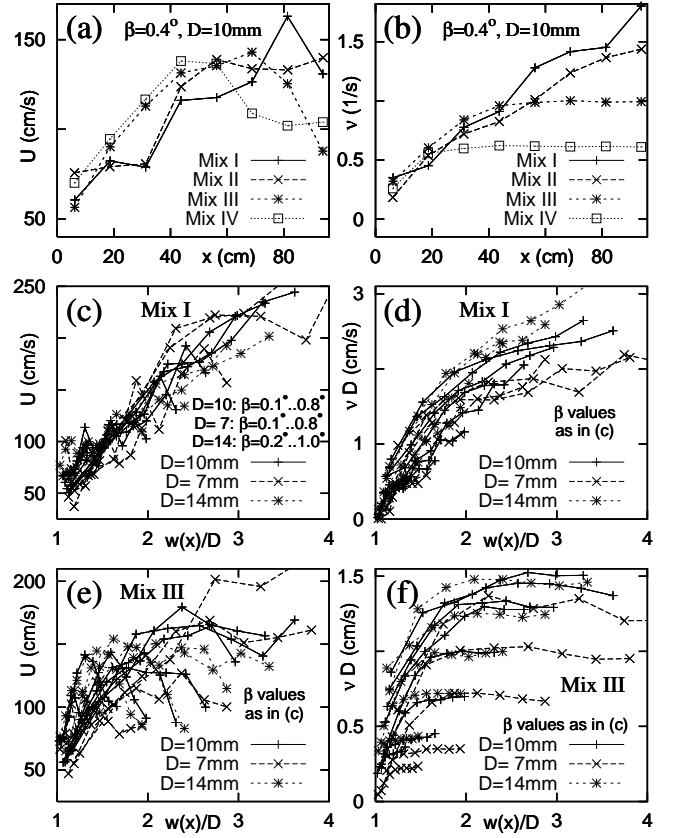 (a) β=0.4°, D=10mm
150
50
U (cm/s)
Mix I
Mix II
Mix III
Mix IV
0 20 40 60 80
x (cm)
(b) β=0.4°, D=10mm
1.5
1
0.5
0
ν (1/s)
Mix I
Mix II
Mix III
Mix IV
0 20 40 60 80
x (cm)
(c) Mix I
250
100
50
U (cm/s)
D=10: β=0.1°..0.8°
D= 7: β=0.1°..0.8°
D=14: β=0.2°..1.0°
D=10mm
D= 7mm
D=14mm
1 2 3 4
w(x)/D
(d) Mix I
3
1
0
ν D (cm/s)
β values
as in (c)
D=10mm
D= 7mm
D=14mm
1 2 3 4
w(x)/D
(e) Mix III
200
100
50
U (cm/s)
β values
as in (c)
D=10mm
D= 7mm
D=14mm
1 2 3 4
w(x)/D
(f)
1.5
0.5
0
ν D (cm/s)
Mix III
β values as in (c)
D=10mm
D= 7mm
D=14mm
1 2 3 4
w(x)/D